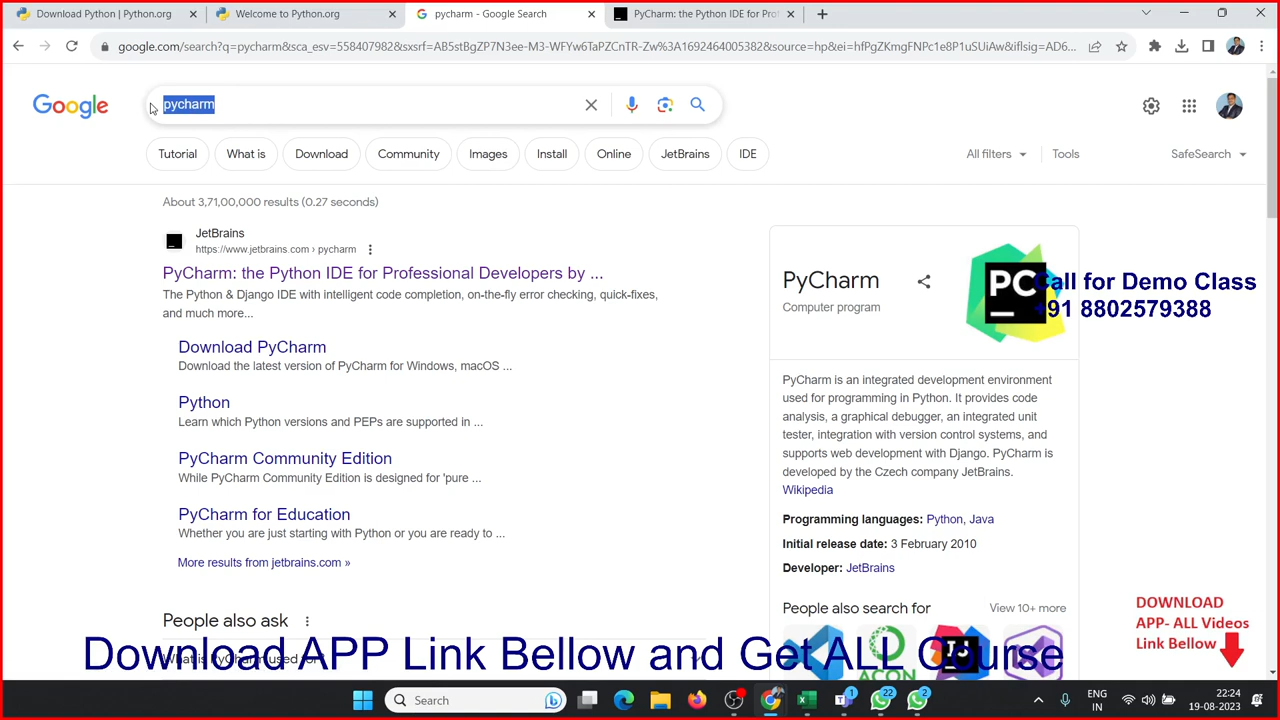 Download Python | Python.org
Welcome to Python.org
pycharm - Google Search
PyCharm: the Python IDE for Prof
google.com/search?q=pycharm&sca_esv=558407982&sxsrf=AB5stBgZP7N3ee-M3-WFYw6TaPZCnTR-Zw%3A1692464005382&source=hp&ei=hfPgZKmgFNPc1e8P1uSUiAw&iflsig=AD6...
Google
pycharm
Tutorial
What is
Download
Community
Images
Install
Online
JetBrains
IDE
All filters
Tools
SafeSearch
About 3,71,00,000 results (0.27 seconds)
JetBrains
https://www.jetbrains.com › pycharm
PyCharm: the Python IDE for Professional Developers by ...
The Python & Django IDE with intelligent code completion, on-the-fly error checking, quick-fixes,
and much more...
Download PyCharm
Download the latest version of PyCharm for Windows, macOS ...
Python
Learn which Python versions and PEPs are supported in ...
PyCharm Community Edition
While PyCharm Community Edition is designed for 'pure ...
PyCharm for Education
Whether you are just starting with Python or you are ready to ...
More results from jetbrains.com »
People also ask
What is PyCharm used for
PyCharm
Computer program
PC
Call for Demo Class
+91 8802579388
PyCharm is an integrated development environment
used for programming in Python. It provides code
analysis, a graphical debugger, an integrated unit
tester, integration with version control systems, and
supports web development with Django. PyCharm is
developed by the Czech company JetBrains.
Wikipedia
Programming languages: Python, Java
Initial release date: 3 February 2010
Developer: JetBrains
People also search for
View 10+ more
ACON
DOWNLOAD
APP- ALL Videos
Link Bellow
Download APP Link Bellow and Get ALL Course
Search
1
22
2
ENG
IN
22:24
19-08-2023